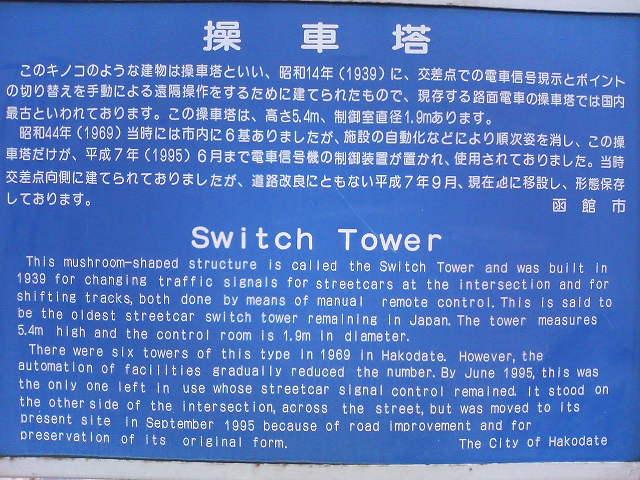 操車塔
このキノコのような建物は操車塔といい、昭和14年（1939）に、交差点での電車信号現示とポイント
の切り替えを手動による遠隔操作をするために建てられたもので、現存する路面電車の操車塔では国内
最古といわれております。この操車塔は、高さ5.4m、制御室直径1.9mあります。
昭和44年（1969）当時には市内に６基ありましたが、施設の自動化などにより順次姿を消し、この操
車塔だけが、平成７年（1995）６月まで電車信号機の制御装置が置かれ、使用されておりました。当時
交差点向側に建てられておりましたが、道路改良にともない平成７年９月、現在地に移設し、形態保存
しております。 函館市
Switch Tower
This mushroom-shaped structure is called the Switch Tower and was built in
1939 for changing traffic signals for streetcars at the intersection and for
shifting tracks, both done by means of manual remote control. This is said to
be the oldest streetcar switch tower remaining in Japan. The tower measures
5.4m high and the control room is 1.9m in diameter.
There were six towers of this type in 1969 in Hakodate. However, the
automation of facilities gradually reduced the number. By June 1995, this was
the only one left in use whose streetcar signal control remained. It stood on
the other side of the intersection, across the street, but was moved to its
present site in September 1995 because of road improvement and for
preservation of its original form. The City of Hakodate